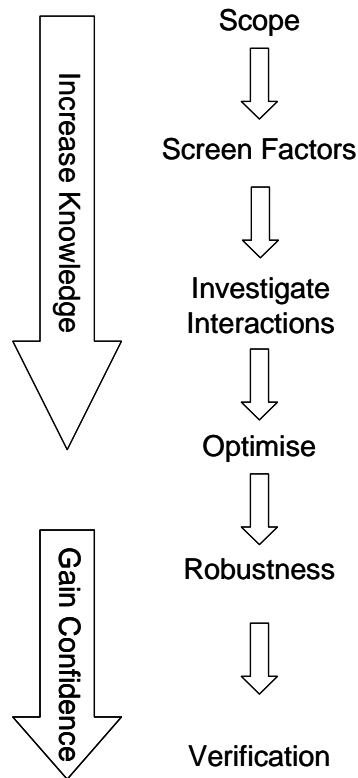 Increase Knowledge
Scope
Screen Factors
Investigate
Interactions
Optimise
Gain Confidence
Robustness
Verification